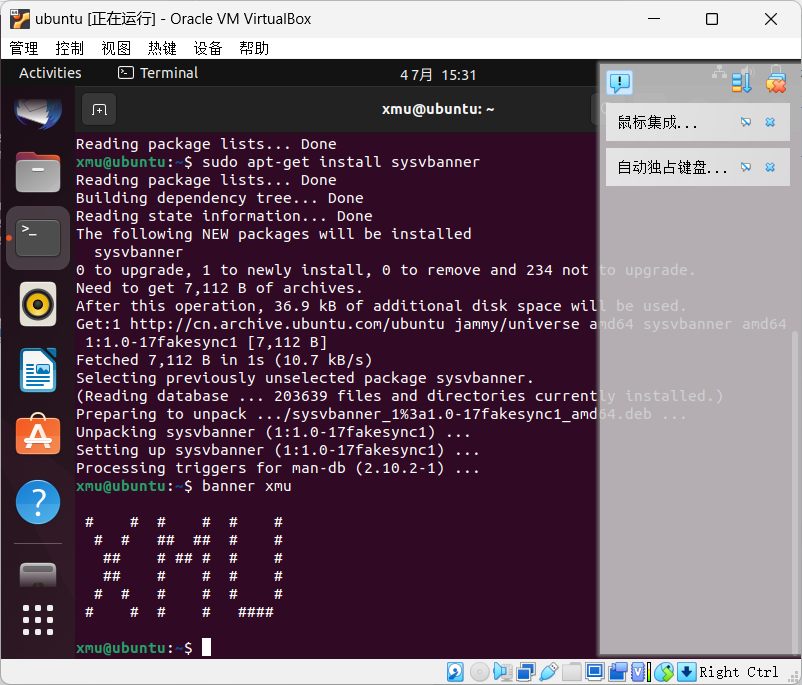 ubuntu [正在运行] - Oracle VM VirtualBox
管理 控制 视图 热键 设备 帮助
Activities Terminal 4 7月 15:31
xmu@ubuntu: ~
鼠标集成...
自动独占键盘...
Reading package lists... Done
xmu@ubuntu:~$ sudo apt-get install sysvbanner
Reading package lists... Done
Building dependency tree... Done
Reading state information... Done
The following NEW packages will be installed
  sysvbanner
0 to upgrade, 1 to newly install, 0 to remove and 234 not to upgrade.
Need to get 7,112 B of archives.
After this operation, 36.9 kB of additional disk space will be used.
Get:1 http://cn.archive.ubuntu.com/ubuntu jammy/universe amd64 sysvbanner amd64
 1:1.0-17fakesync1 [7,112 B]
Fetched 7,112 B in 1s (10.7 kB/s)
Selecting previously unselected package sysvbanner.
(Reading database ... 203639 files and directories currently installed.)
Preparing to unpack .../sysvbanner_1%3a1.0-17fakesync1_amd64.deb ...
Unpacking sysvbanner (1:1.0-17fakesync1) ...
Setting up sysvbanner (1:1.0-17fakesync1) ...
Processing triggers for man-db (2.10.2-1) ...
xmu@ubuntu:~$ banner xmu
 #    #  #    #  #    #
  #  #   ##  ##  #    #
   ##    # ## #  #    #
   ##    #    #  #    #
  #  #   #    #  #    #
 #    #  #    #   ####
xmu@ubuntu:~$
Right Ctrl